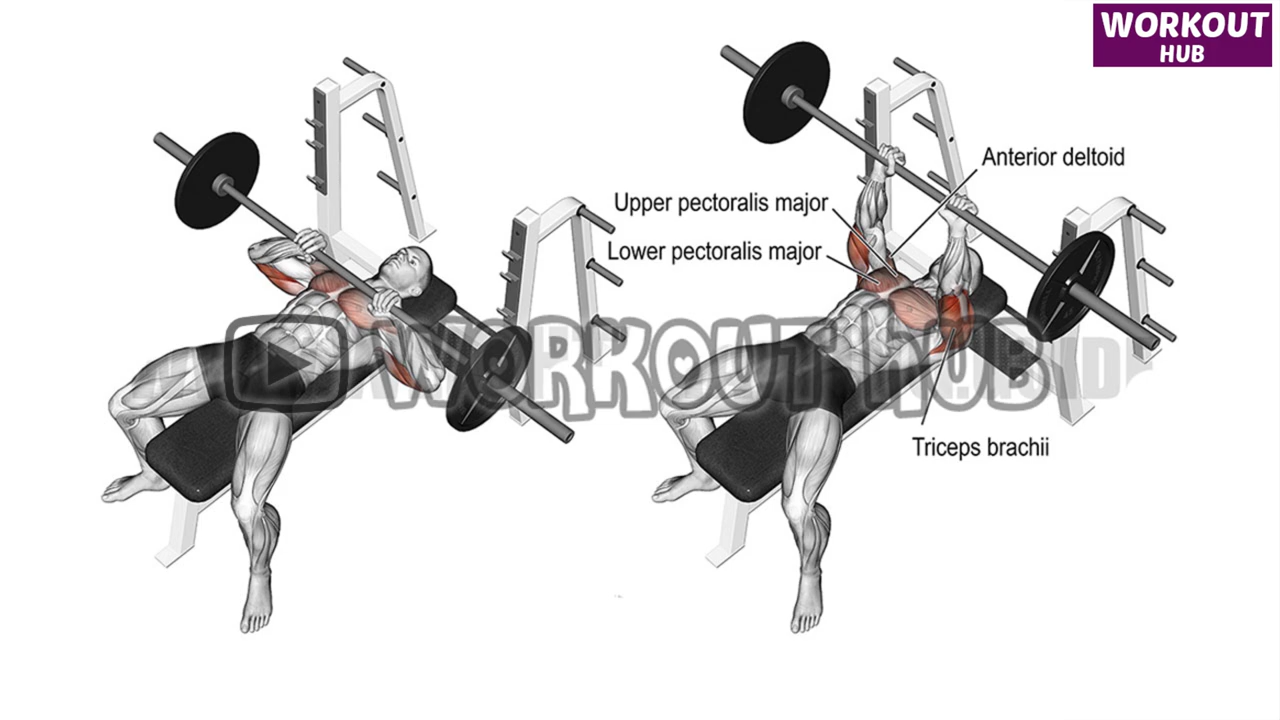 WORKOUT
HUB
Anterior deltoid
Upper pectoralis major
Lower pectoralis major
WORKOUT HUB
Triceps brachii